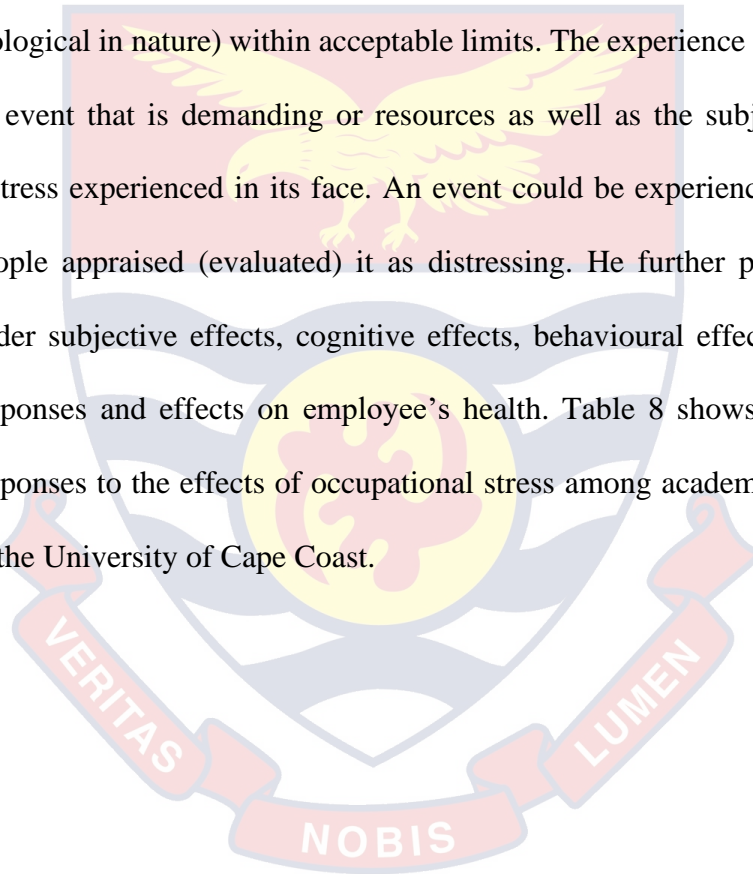 ological in nature) within acceptable limits. The experience
event that is demanding or resources as well as the subj
tress experienced in its face. An event could be experienc
ople appraised (evaluated) it as distressing. He further p
der subjective effects, cognitive effects, behavioural effec
ponses and effects on employee’s health. Table 8 shows
ponses to the effects of occupational stress among academ
the University of Cape Coast.
VERITAS
NOBIS
LUMEN